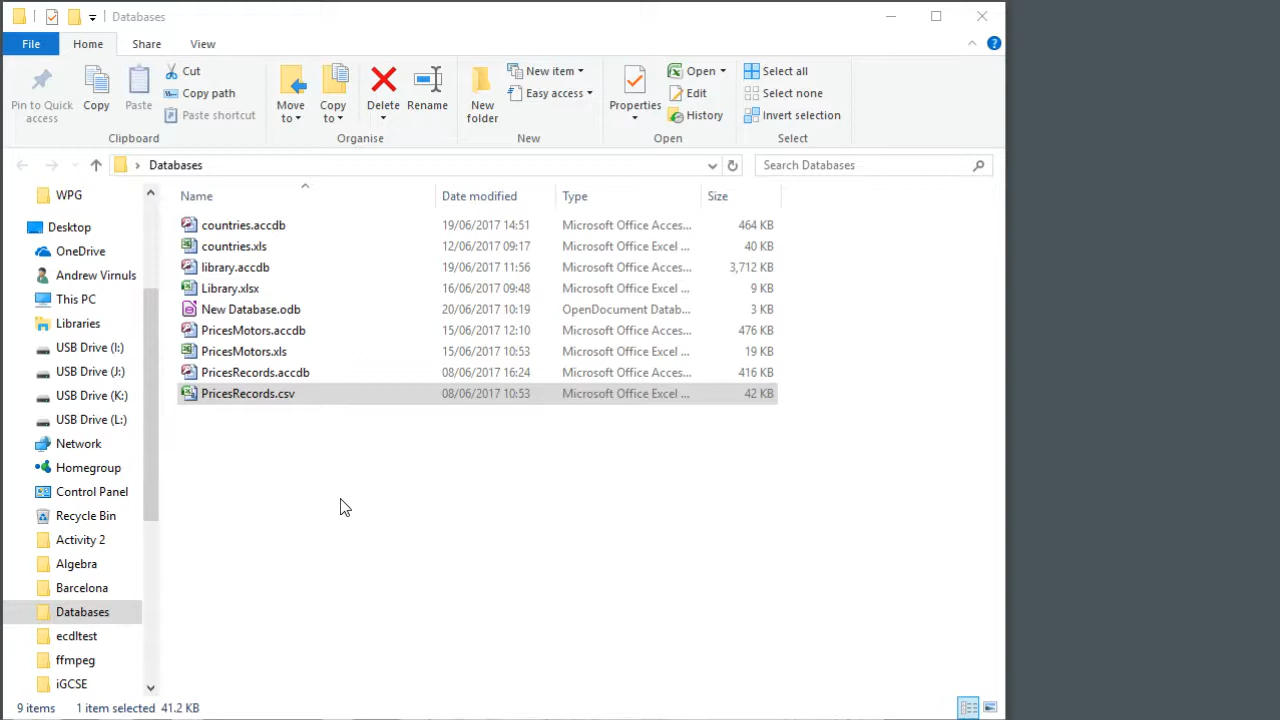 Databases
File Home Share View
Pin to Quick access
Copy
Paste
Cut
Copy path
Paste shortcut
Clipboard
Move to
Copy to
Delete
Rename
Organise
New folder
New item
Easy access
New
Properties
Open
Edit
History
Open
Select all
Select none
Invert selection
Select
Databases
Search Databases
WPG
Desktop
OneDrive
Andrew Virnuls
This PC
Libraries
USB Drive (I:)
USB Drive (J:)
USB Drive (K:)
USB Drive (L:)
Network
Homegroup
Control Panel
Recycle Bin
Activity 2
Algebra
Barcelona
Databases
ecdltest
ffmpeg
iGCSE
Name Date modified Type Size
countries.accdb 19/06/2017 14:51 Microsoft Office Acces... 464 KB
countries.xls 12/06/2017 09:17 Microsoft Office Excel ... 40 KB
library.accdb 19/06/2017 11:56 Microsoft Office Acces... 3,712 KB
Library.xlsx 16/06/2017 09:48 Microsoft Office Excel ... 9 KB
New Database.odb 20/06/2017 10:19 OpenDocument Datab... 3 KB
PricesMotors.accdb 15/06/2017 12:10 Microsoft Office Acces... 476 KB
PricesMotors.xls 15/06/2017 10:53 Microsoft Office Excel ... 19 KB
PricesRecords.accdb 08/06/2017 16:24 Microsoft Office Acces... 416 KB
PricesRecords.csv 08/06/2017 10:53 Microsoft Office Excel ... 42 KB
9 items 1 item selected 41.2 KB